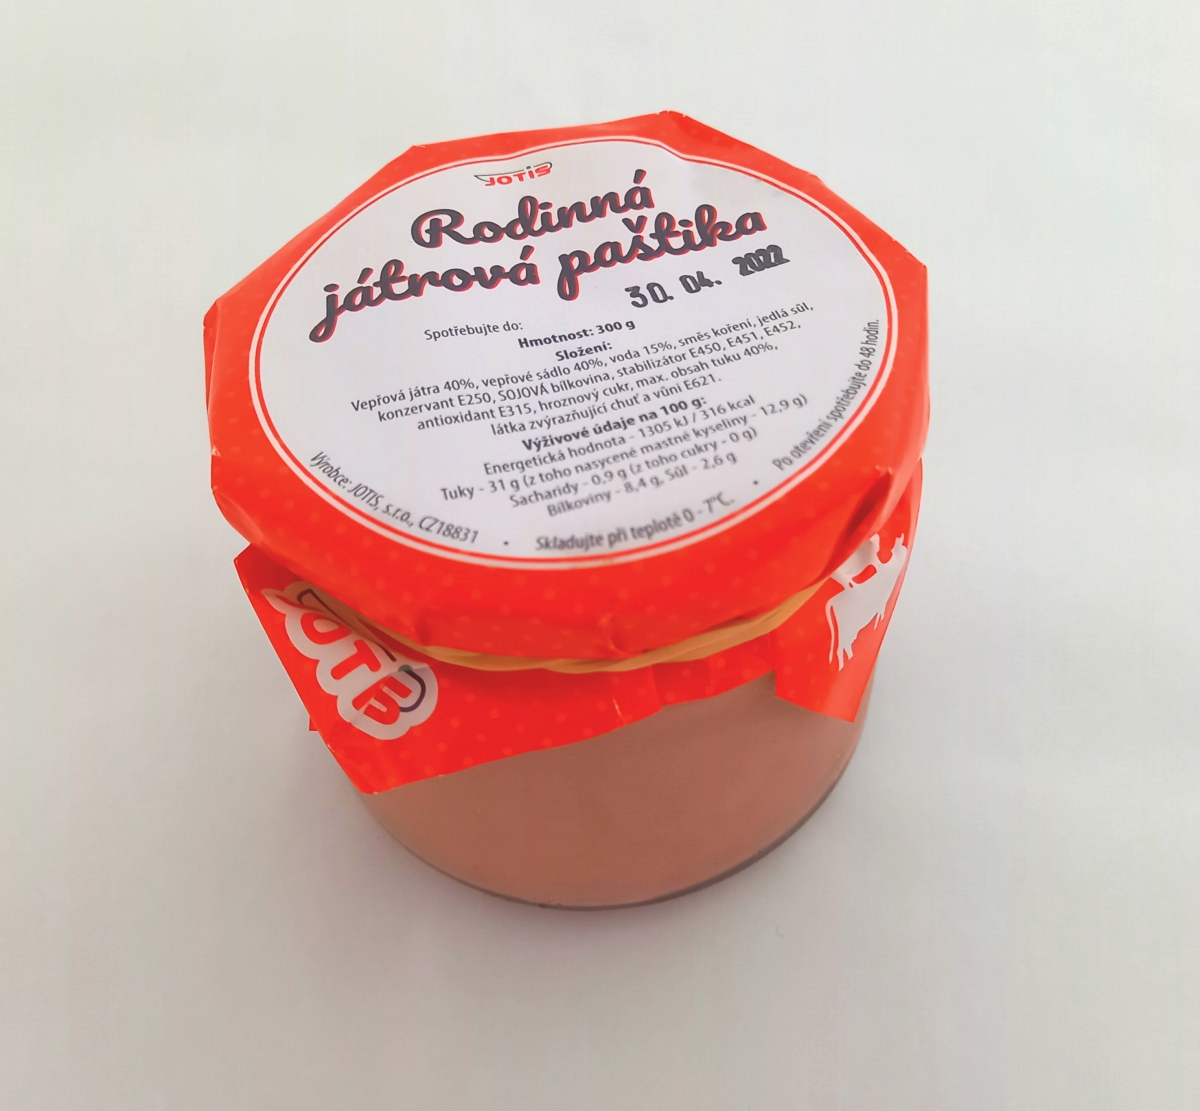 JOTIS
Rodinná
játrová paštika
30. 04. 2022
Spotřebujte do:
Hmotnost: 300 g
Složení:
Vepřová játra 40%, vepřové sádlo 40%, voda 15%, směs koření, jedlá sůl,
konzervant E250, SOJOVÁ bílkovina, stabilizátor E450, E451, E452,
antioxidant E315, hroznový cukr, max. obsah tuku 40%,
látka zvýrazňující chuť a vůni E621.
Výživové údaje na 100 g:
Energetická hodnota - 1305 kJ / 316 kcal
Tuky - 31 g (z toho nasycené mastné kyseliny - 12,9 g)
Sacharidy - 0,9 g (z toho cukry - 0 g)
Bílkoviny - 8,4 g, Sůl - 2,6 g
Výrobce: JOTIS, s.r.o., CZ18831 • Skladujte při teplotě 0 - 7°C. • Po otevření spotřebujte do 48 hodin.
JOTIS